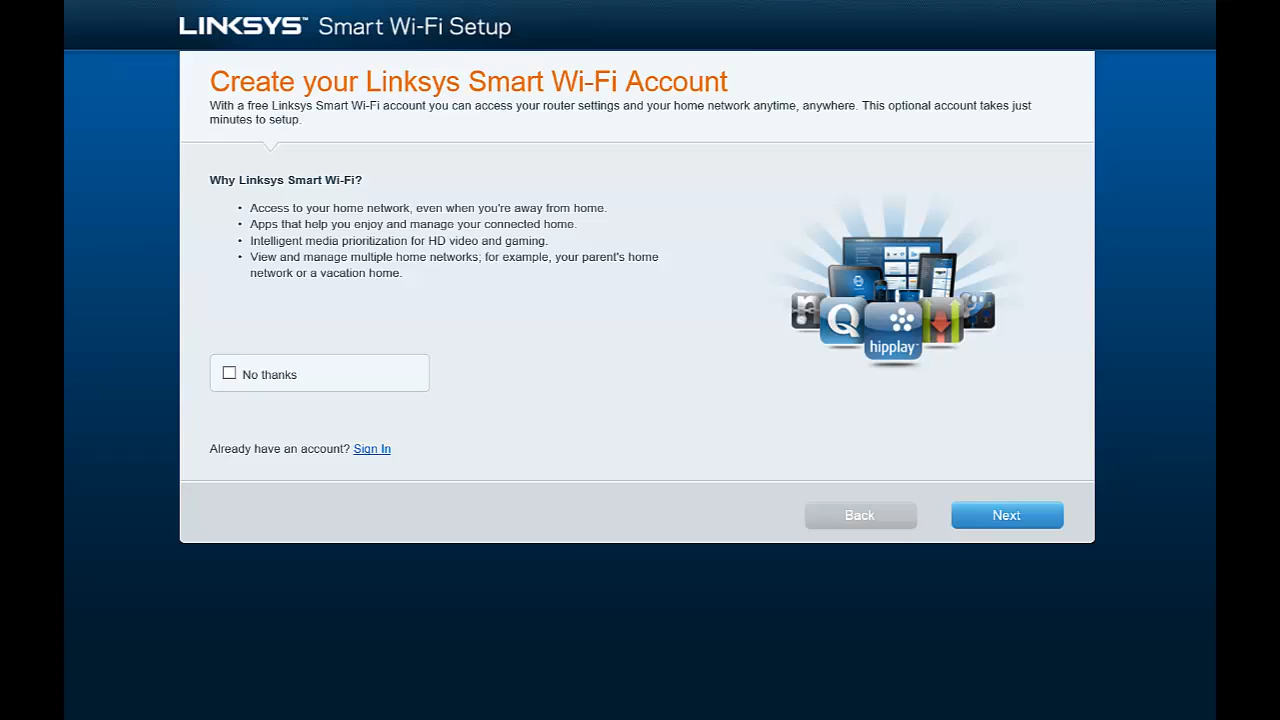 LINKSYS™ Smart Wi-Fi Setup
Create your Linksys Smart Wi-Fi Account
With a free Linksys Smart Wi-Fi account you can access your router settings and your home network anytime, anywhere. This optional account takes just
minutes to setup.
Why Linksys Smart Wi-Fi?
• Access to your home network, even when you're away from home.
• Apps that help you enjoy and manage your connected home.
• Intelligent media prioritization for HD video and gaming.
• View and manage multiple home networks; for example, your parent's home
network or a vacation home.
n
Q
hipplay™
No thanks
Already have an account? Sign In
Back
Next